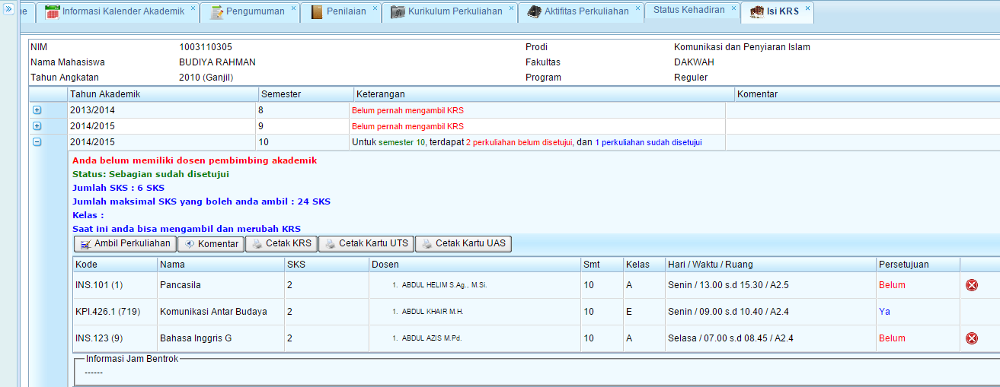 Informasi Kalender Akademik Pengumuman Penilaian Kurikulum Perkuliahan Aktifitas Perkuliahan Status Kehadiran Isi KRS
NIM 1003110305 Prodi Komunikasi dan Penyiaran Islam
Nama Mahasiswa BUDIYA RAHMAN Fakultas DAKWAH
Tahun Angkatan 2010 (Ganjil) Program Reguler
Tahun Akademik Semester Keterangan Komentar
2013/2014 8 Belum pernah mengambil KRS
2014/2015 9 Belum pernah mengambil KRS
2014/2015 10 Untuk semester 10, terdapat 2 perkuliahan belum disetujui, dan 1 perkuliahan sudah disetujui
Anda belum memiliki dosen pembimbing akademik
Status: Sebagian sudah disetujui
Jumlah SKS : 6 SKS
Jumlah maksimal SKS yang boleh anda ambil : 24 SKS
Kelas :
Saat ini anda bisa mengambil dan merubah KRS
Ambil Perkuliahan Komentar Cetak KRS Cetak Kartu UTS Cetak Kartu UAS
Kode Nama SKS Dosen Smt Kelas Hari / Waktu / Ruang Persetujuan
INS.101 (1) Pancasila 2 1. ABDUL HELIM S.Ag., M.Si. 10 A Senin / 13.00 s.d 15.30 / A2.5 Belum
KPI.426.1 (719) Komunikasi Antar Budaya 2 1. ABDUL KHAIR M.H. 10 E Senin / 09.00 s.d 10.40 / A2.4 Ya
INS.123 (9) Bahasa Inggris G 2 1. ABDUL AZIS M.Pd. 10 A Selasa / 07.00 s.d 08.45 / A2.4 Belum
Informasi Jam Bentrok
------